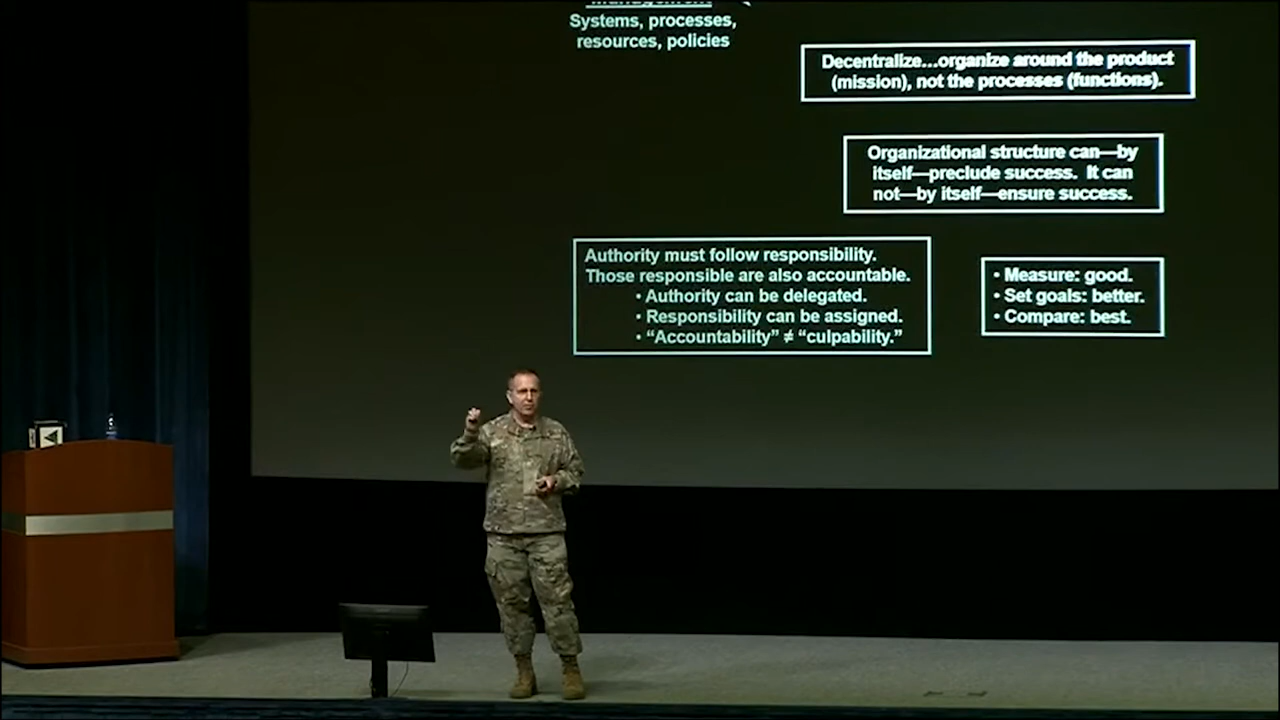 Management
Systems, processes,
resources, policies
Decentralize…organize around the product
(mission), not the processes (functions).
Organizational structure can—by
itself—preclude success. It can
not—by itself—ensure success.
Authority must follow responsibility.
Those responsible are also accountable.
• Authority can be delegated.
• Responsibility can be assigned.
• “Accountability” ≠ “culpability.”
• Measure: good.
• Set goals: better.
• Compare: best.